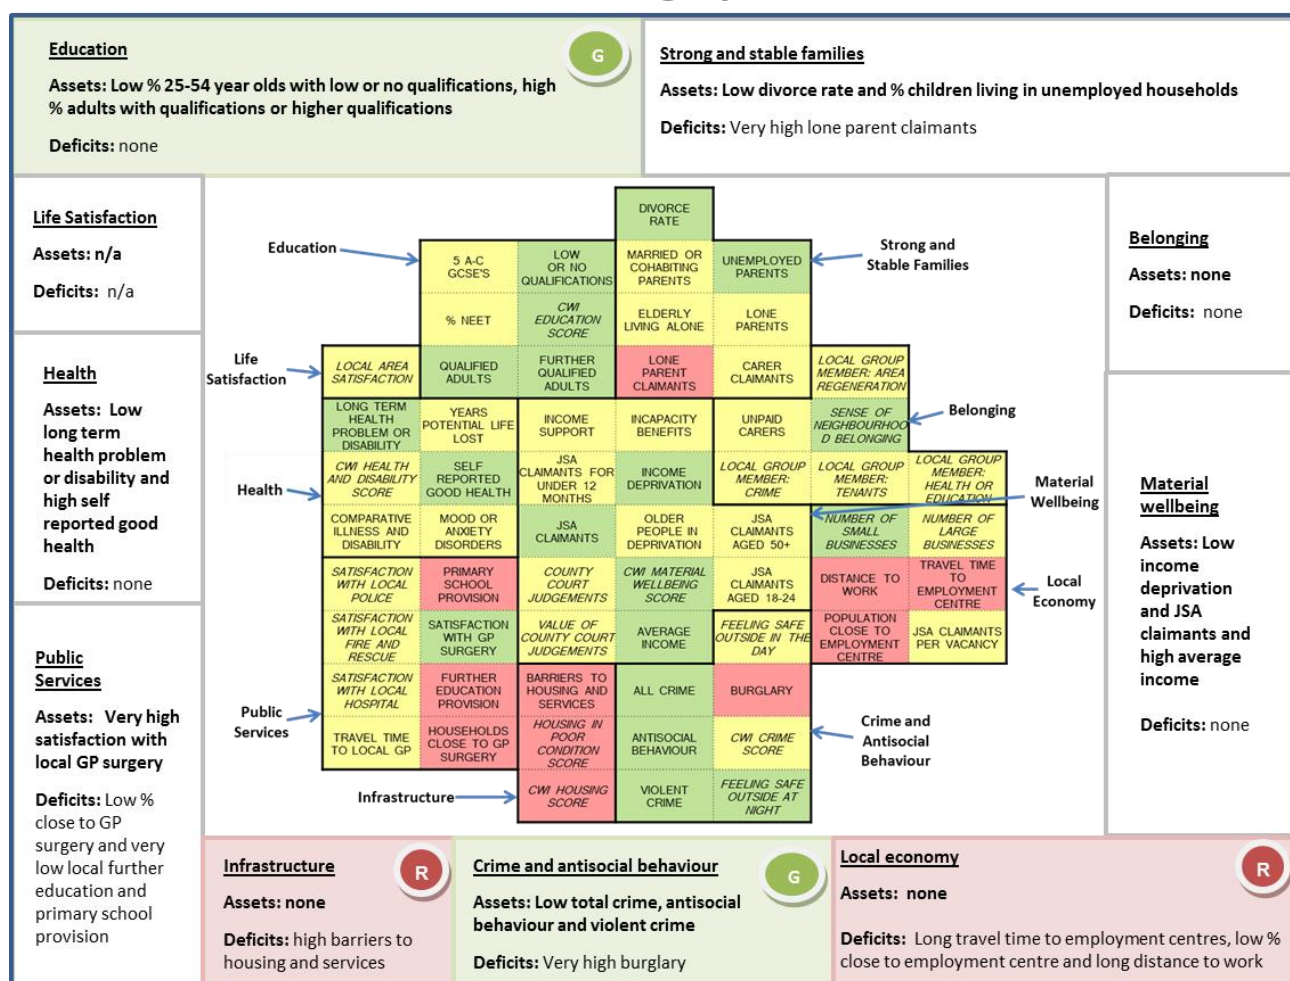 Education
G
Assets: Low % 25-54 year olds with low or no qualifications, high
% adults with qualifications or higher qualifications
Deficits: none
Strong and stable families
Assets: Low divorce rate and % children living in unemployed households
Deficits: Very high lone parent claimants
Life Satisfaction
Assets: n/a
Deficits: n/a
Health
Assets: Low
long term
health problem
or disability and
high self
reported good
health
Deficits: none
Public
Services
Assets: Very high
satisfaction with
local GP surgery
Deficits: Low %
close to GP
surgery and very
low local further
education and
primary school
provision
Education
Life
Satisfaction
Health
Public
Services
Infrastructure
DIVORCE
RATE
5 A-C
GCSE'S
LOW
OR NO
QUALIFICATIONS
MARRIED OR
COHABITING
PARENTS
UNEMPLOYED
PARENTS
% NEET
CWI
EDUCATION
SCORE
ELDERLY
LIVING ALONE
LONE
PARENTS
LOCAL AREA
SATISFACTION
QUALIFIED
ADULTS
FURTHER
QUALIFIED
ADULTS
LONE
PARENT
CLAIMANTS
CARER
CLAIMANTS
LOCAL GROUP
MEMBER: AREA
REGENERATION
LONG TERM
HEALTH
PROBLEM OR
DISABILITY
YEARS
POTENTIAL LIFE
LOST
INCOME
SUPPORT
INCAPACITY
BENEFITS
UNPAID
CARERS
SENSE OF
NEIGHBOURHOO
D BELONGING
CWI HEALTH
AND DISABILITY
SCORE
SELF
REPORTED
GOOD HEALTH
JSA
CLAIMANTS FOR
UNDER 12
MONTHS
INCOME
DEPRIVATION
LOCAL GROUP
MEMBER:
CRIME
LOCAL GROUP
MEMBER:
TENANTS
LOCAL GROUP
MEMBER:
HEALTH OR
EDUCATION
COMPARATIVE
ILLNESS AND
DISABILITY
MOOD OR
ANXIETY
DISORDERS
JSA
CLAIMANTS
OLDER
PEOPLE IN
DEPRIVATION
JSA
CLAIMANTS
AGED 50+
NUMBER OF
SMALL
BUSINESSES
NUMBER OF
LARGE
BUSINESSES
SATISFACTION
WITH LOCAL
POLICE
PRIMARY
SCHOOL
PROVISION
COUNTY
COURT
JUDGEMENTS
CWI MATERIAL
WELLBEING
SCORE
JSA
CLAIMANTS
AGED 18-24
DISTANCE TO
WORK
TRAVEL TIME
TO
EMPLOYMENT
CENTRE
SATISFACTION
WITH LOCAL
FIRE AND
RESCUE
SATISFACTION
WITH GP
SURGERY
VALUE OF
COUNTY COURT
JUDGEMENTS
AVERAGE
INCOME
FEELING SAFE
OUTSIDE IN THE
DAY
POPULATION
CLOSE TO
EMPLOYMENT
CENTRE
JSA CLAIMANTS
PER VACANCY
SATISFACTION
WITH LOCAL
HOSPITAL
FURTHER
EDUCATION
PROVISION
BARRIERS TO
HOUSING AND
SERVICES
ALL CRIME
BURGLARY
TRAVEL TIME
TO LOCAL GP
HOUSEHOLDS
CLOSE TO GP
SURGERY
HOUSING IN
POOR
CONDITION
SCORE
ANTISOCIAL
BEHAVIOUR
CWI CRIME
SCORE
CWI HOUSING
SCORE
VIOLENT
CRIME
FEELING SAFE
OUTSIDE AT
NIGHT
Strong and
Stable Families
Belonging
Material
Wellbeing
Local
Economy
Crime and
Antisocial
Behaviour
Belonging
Assets: none
Deficits: none
Material
wellbeing
Assets: Low
income
deprivation
and JSA
claimants and
high average
income
Deficits: none
Infrastructure
R
Assets: none
Deficits: high barriers to
housing and services
Crime and antisocial behaviour
G
Assets: Low total crime, antisocial
behaviour and violent crime
Deficits: Very high burglary
Local economy
R
Assets: none
Deficits: Long travel time to employment centres, low %
close to employment centre and long distance to work